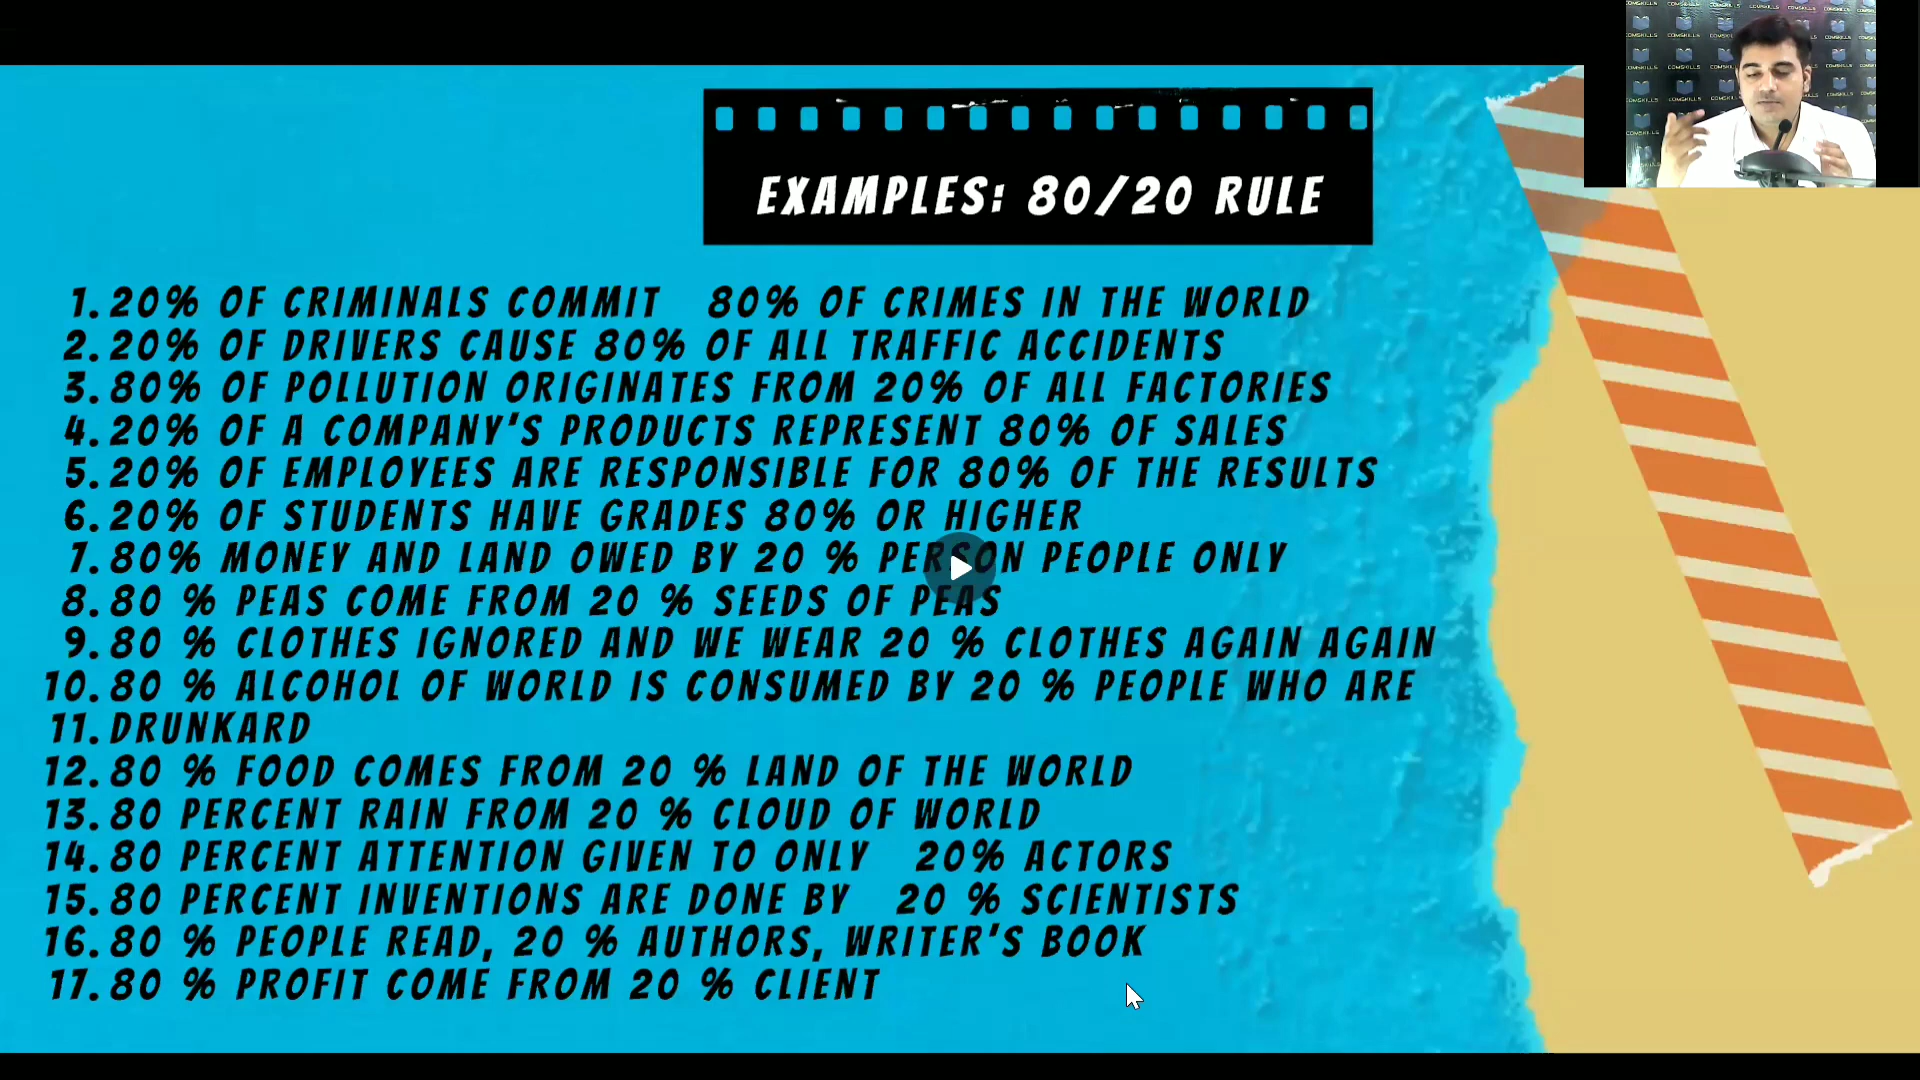 EXAMPLES: 80/20 RULE
1. 20% OF CRIMINALS COMMIT 80% OF CRIMES IN THE WORLD
2. 20% OF DRIVERS CAUSE 80% OF ALL TRAFFIC ACCIDENTS
3. 80% OF POLLUTION ORIGINATES FROM 20% OF ALL FACTORIES
4. 20% OF A COMPANY'S PRODUCTS REPRESENT 80% OF SALES
5. 20% OF EMPLOYEES ARE RESPONSIBLE FOR 80% OF THE RESULTS
6. 20% OF STUDENTS HAVE GRADES 80% OR HIGHER
7. 80% MONEY AND LAND OWED BY 20 % PERSON PEOPLE ONLY
8. 80 % PEAS COME FROM 20 % SEEDS OF PEAS
9. 80 % CLOTHES IGNORED AND WE WEAR 20 % CLOTHES AGAIN AGAIN
10. 80 % ALCOHOL OF WORLD IS CONSUMED BY 20 % PEOPLE WHO ARE
11. DRUNKARD
12. 80 % FOOD COMES FROM 20 % LAND OF THE WORLD
13. 80 PERCENT RAIN FROM 20 % CLOUD OF WORLD
14. 80 PERCENT ATTENTION GIVEN TO ONLY 20% ACTORS
15. 80 PERCENT INVENTIONS ARE DONE BY 20 % SCIENTISTS
16. 80 % PEOPLE READ, 20 % AUTHORS, WRITER'S BOOK
17. 80 % PROFIT COME FROM 20 % CLIENT
COMSKILLS